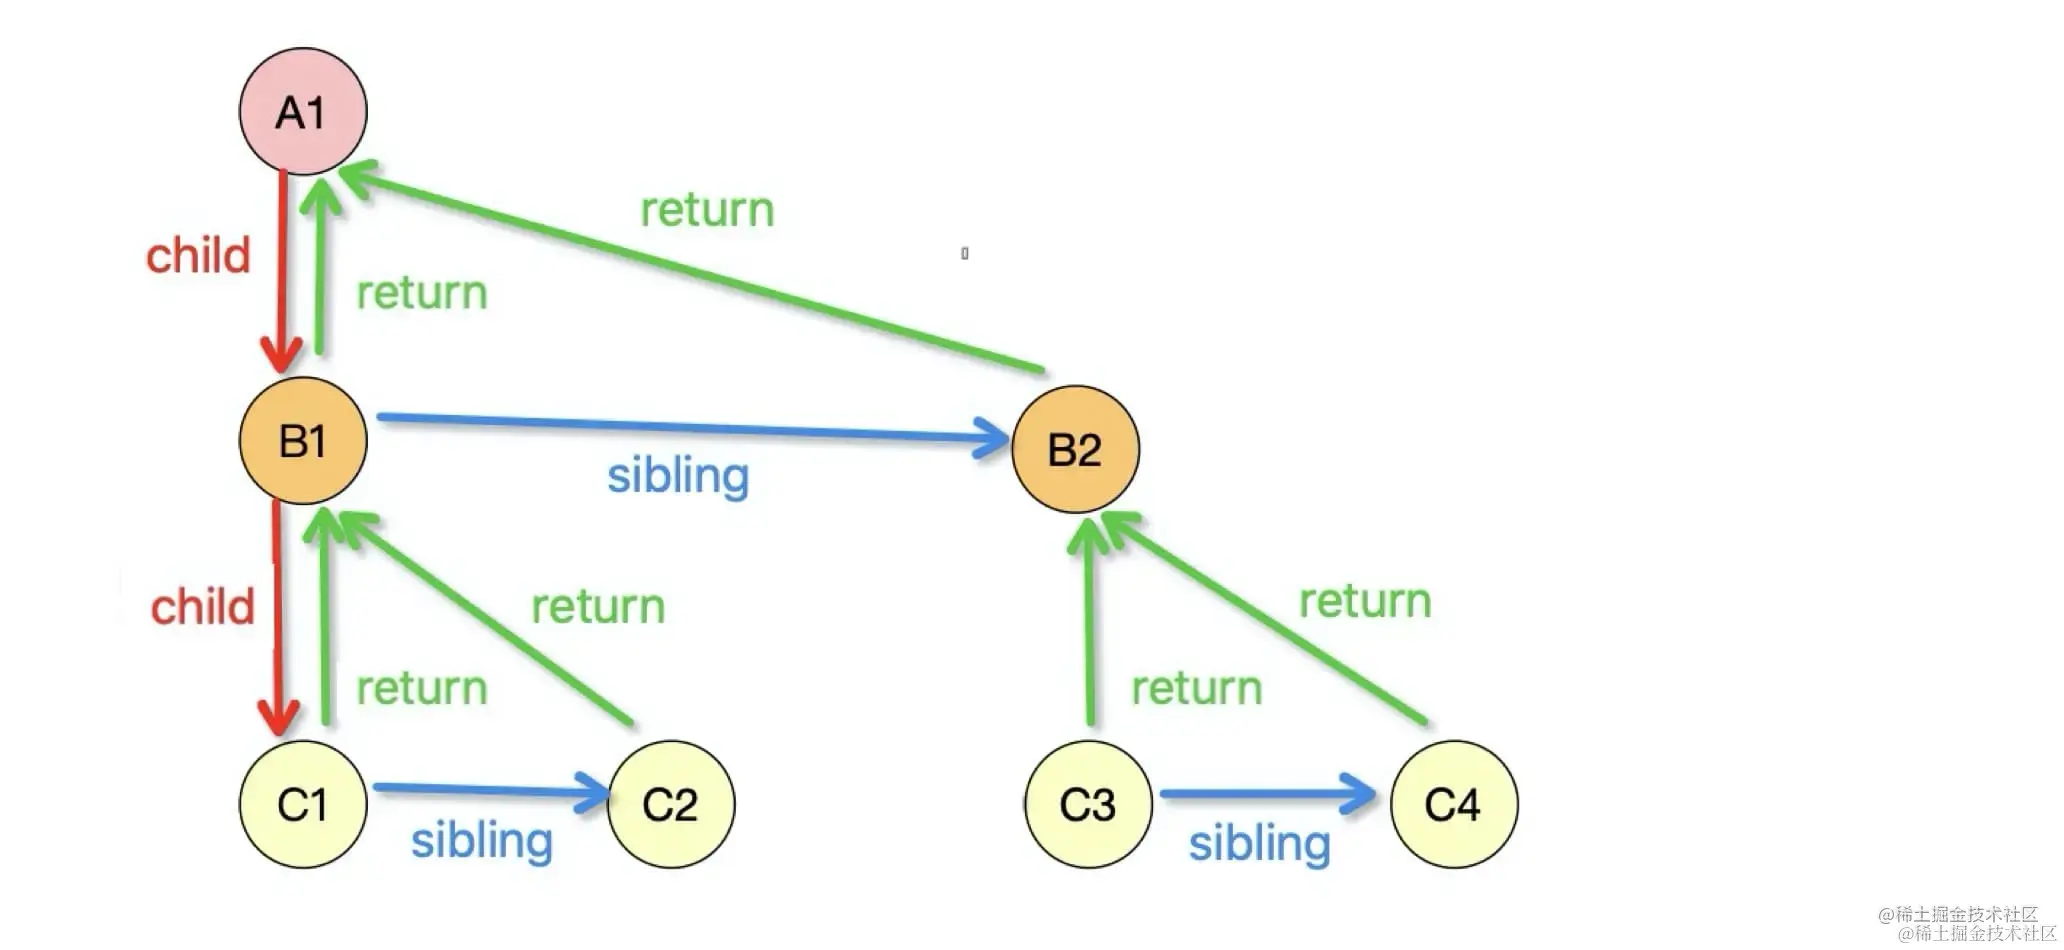 A1
return
child
return
B1
B2
sibling
child
return
return
return
return
C1
C2
C3
C4
sibling
sibling
@稀土掘金技术社区
@稀土掘金技术社区